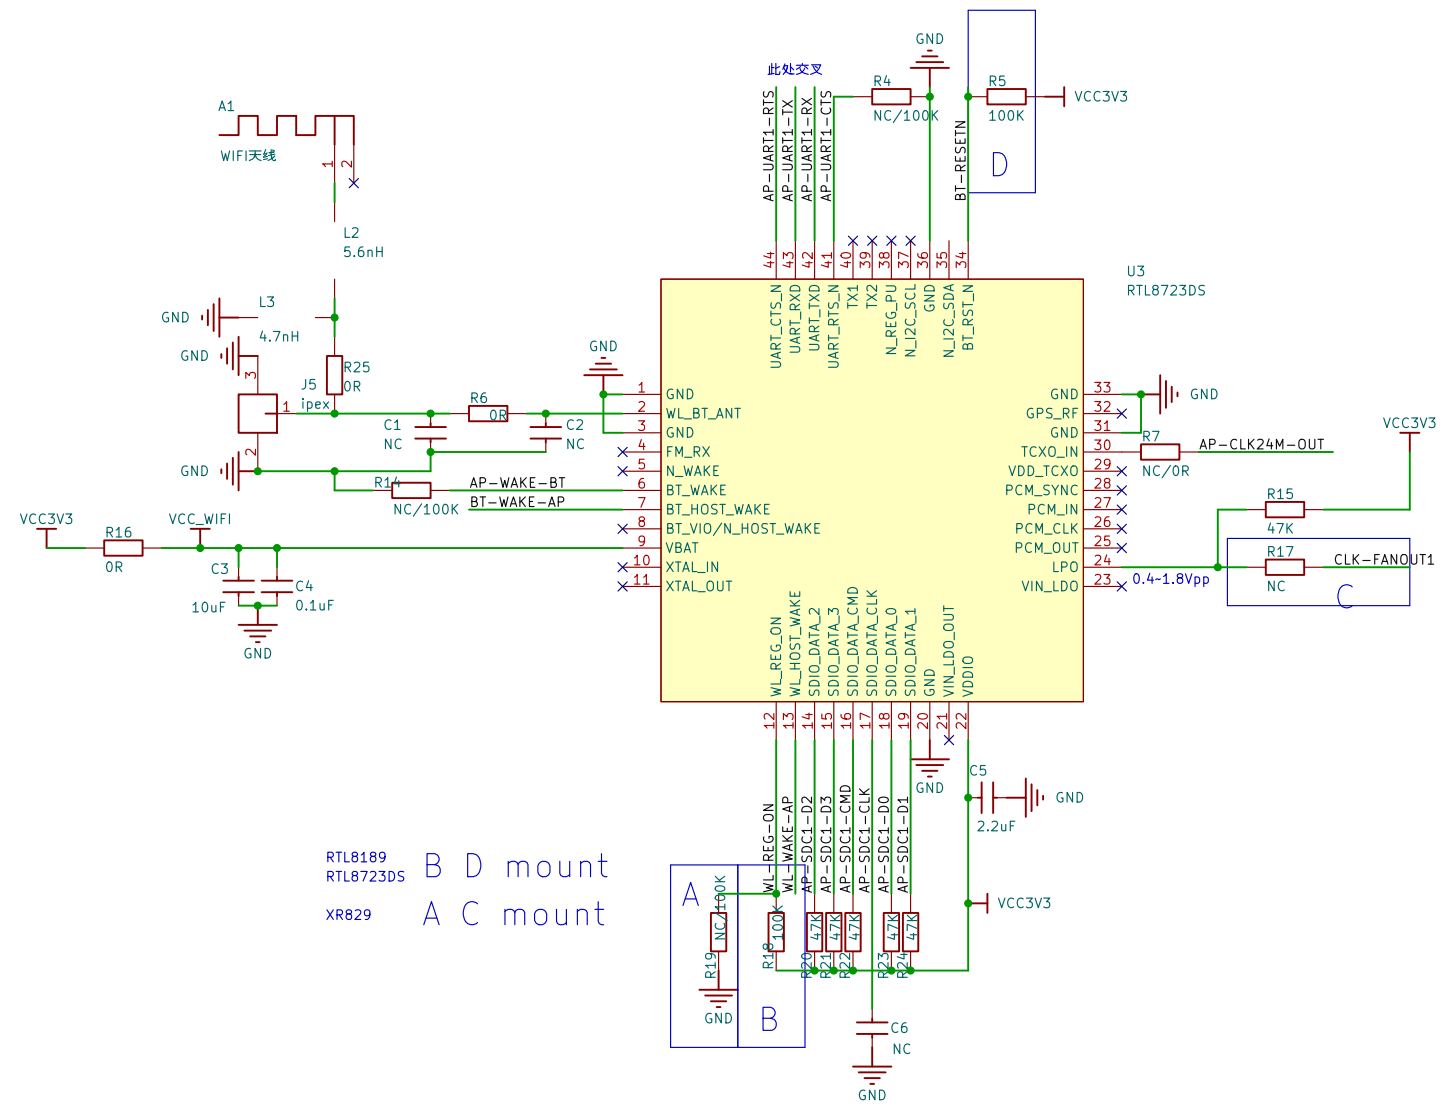 GND
此处交叉
R4
NC/100K
R5
100K
VCC3V3
D
A1
WIFI天线
1
2
AP-UART1-RTS
AP-UART1-TX
AP-UART1-RX
AP-UART1-CTS
BT-RESETN
L2
5.6nH
44
43
42
41
40
39
38
37
36
35
34
UART_CTS_N
UART_RXD
UART_TXD
UART_RTS_N
TX1
TX2
N_REG_PU
N_I2C_SCL
GND
N_I2C_SDA
BT_RST_N
U3
RTL8723DS
L3
4.7nH
GND
GND
3
J5
ipex
1
2
GND
R25
0R
GND
R6
0R
C1
NC
C2
NC
R14
NC/100K
AP-WAKE-BT
BT-WAKE-AP
1 GND
2 WL_BT_ANT
3 GND
4 FM_RX
5 N_WAKE
6 BT_WAKE
7 BT_HOST_WAKE
8 BT_VIO/N_HOST_WAKE
9 VBAT
10 XTAL_IN
11 XTAL_OUT
GND 33
GPS_RF 32
GND 31
TCXO_IN 30
VDD_TCXO 29
PCM_SYNC 28
PCM_IN 27
PCM_CLK 26
PCM_OUT 25
LPO 24
VIN_LDO 23
GND
R7
NC/0R
AP-CLK24M-OUT
VCC3V3
R15
47K
R17
NC
CLK-FANOUT1
C
0.4~1.8Vpp
VCC3V3
R16
0R
VCC_WIFI
C3
10uF
C4
0.1uF
GND
WL_REG_ON
WL_HOST_WAKE
SDIO_DATA_2
SDIO_DATA_3
SDIO_DATA_CMD
SDIO_DATA_CLK
SDIO_DATA_0
SDIO_DATA_1
GND
VIN_LDO_OUT
VDDIO
12
13
14
15
16
17
18
19
20
21
22
WL-REG-ON
WL-WAKE-AP
AP-SDC1-D2
AP-SDC1-D3
AP-SDC1-CMD
AP-SDC1-CLK
AP-SDC1-D0
AP-SDC1-D1
GND
C5
2.2uF
GND
VCC3V3
RTL8189
RTL8723DS
B D mount
XR829
A C mount
A
R19
NC/100K
GND
B
R18
100K
R20
47K
R21
47K
R22
47K
R23
47K
R24
47K
C6
NC
GND